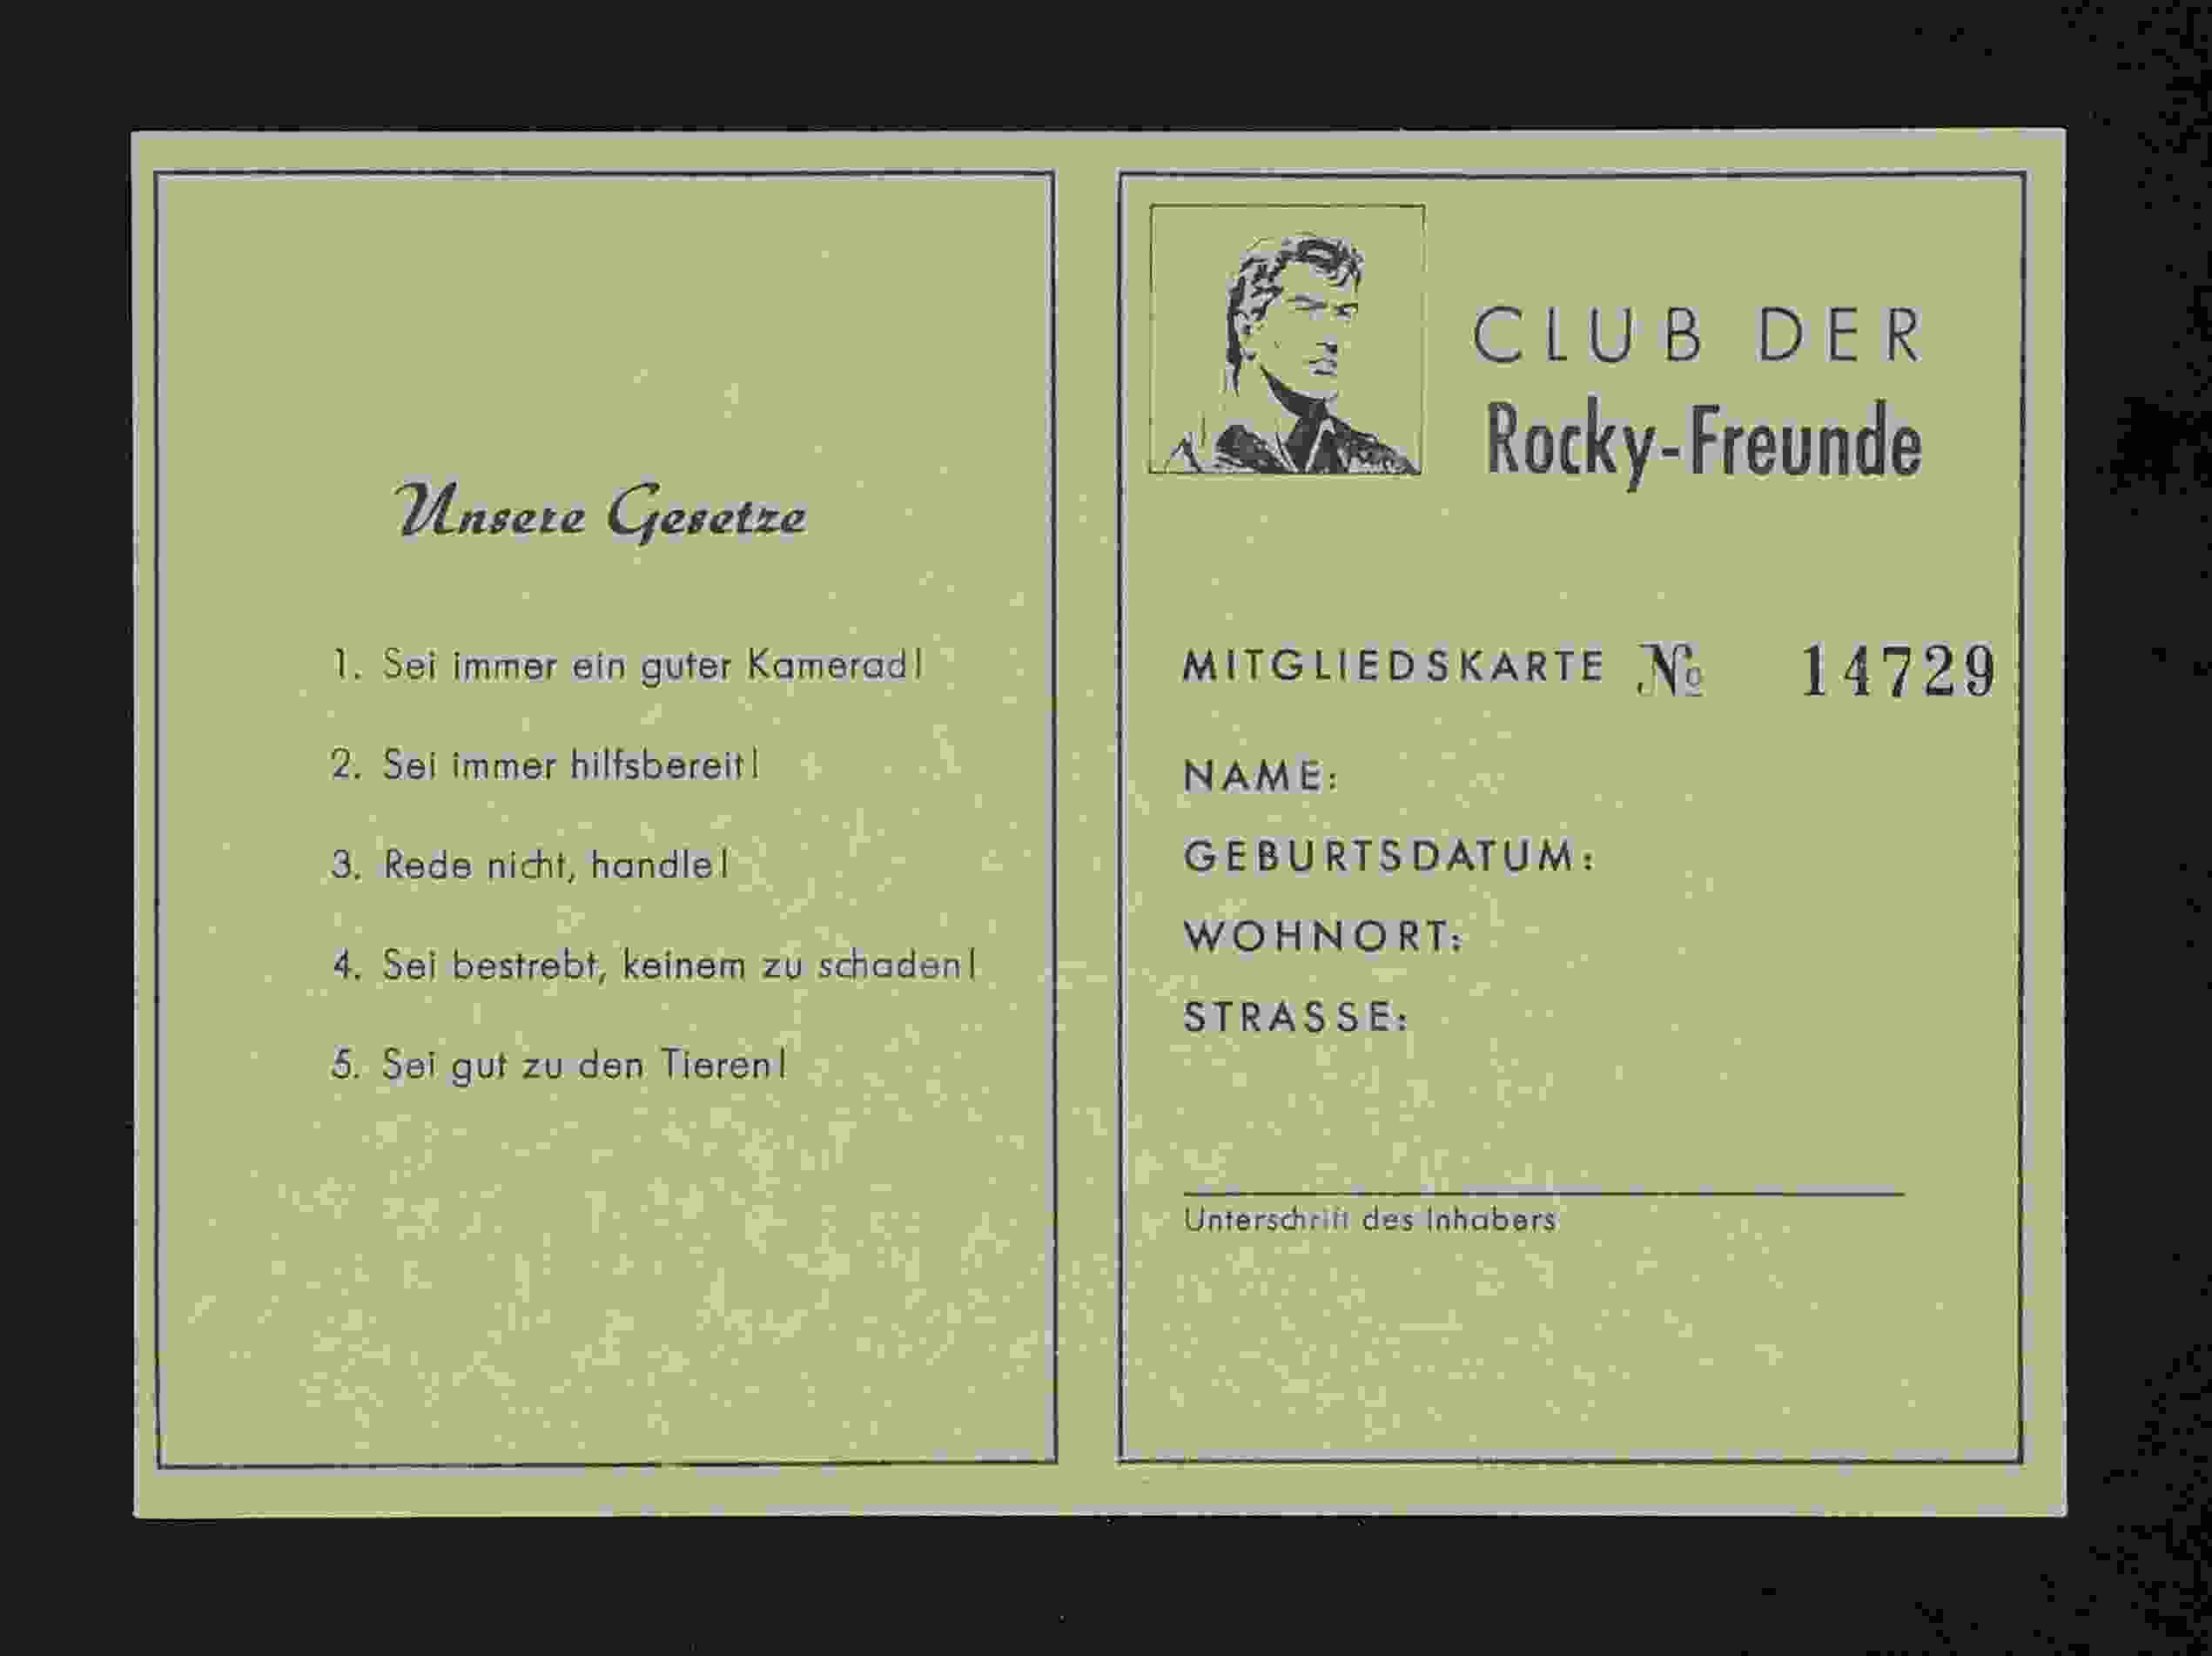 Unsere Gesetze
1. Sei immer ein guter Kamerad!
2. Sei immer hilfsbereit!
3. Rede nicht, handle!
4. Sei bestrebt, keinem zu schaden!
5. Sei gut zu den Tieren!
CLUB DER
Rocky-Freunde
MITGLIEDSKARTE № 14729
NAME:
GEBURTSDATUM:
WOHNORT:
STRASSE:
Unterschrift des Inhabers